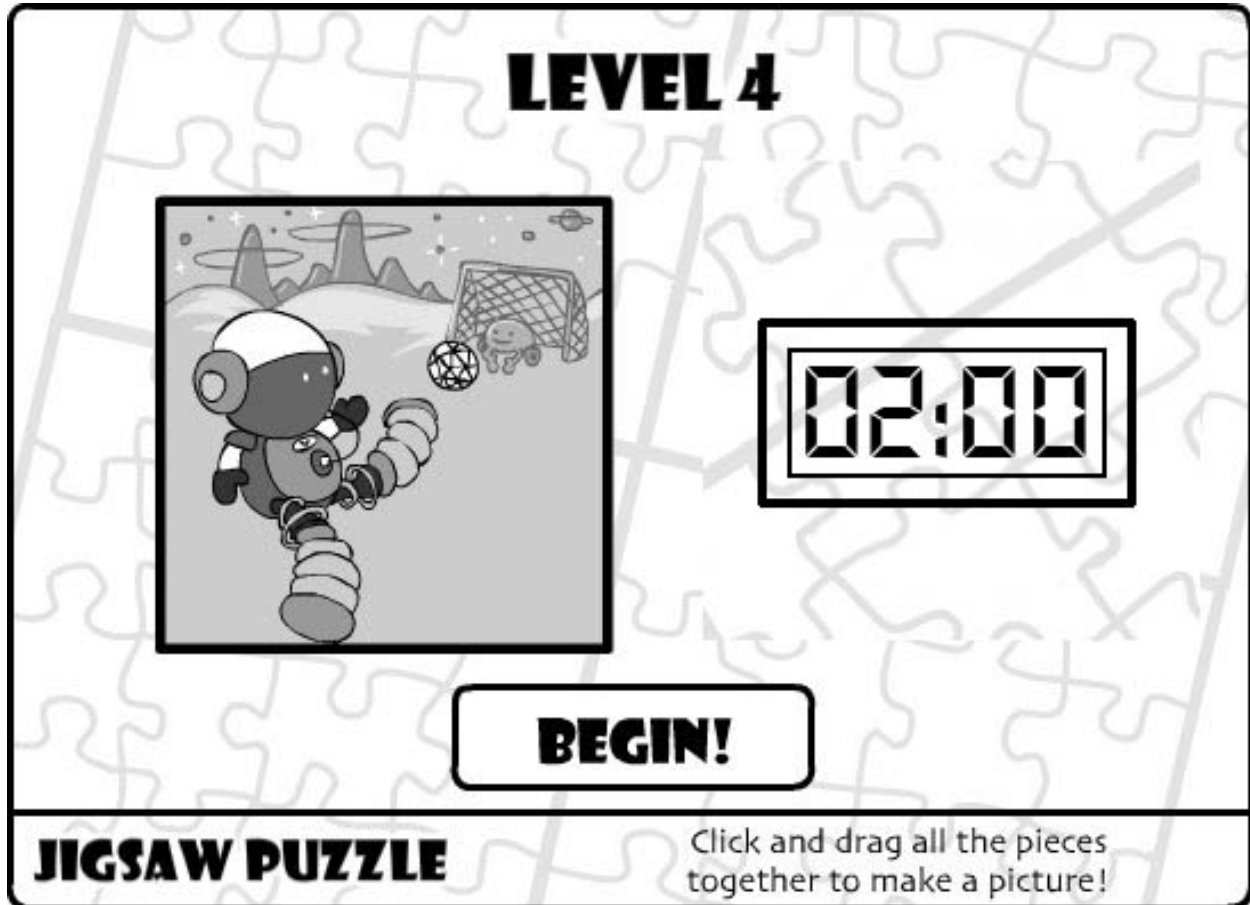 LEVEL 4
02:00
BEGIN!
JIGSAW PUZZLE
Click and drag all the pieces
together to make a picture!